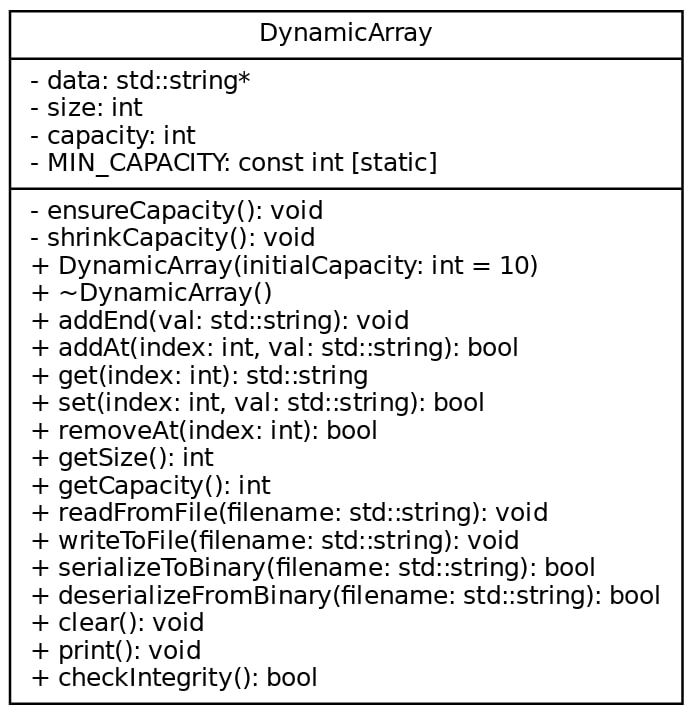 DynamicArray
- data: std::string*
- size: int
- capacity: int
- MIN_CAPACITY: const int [static]
- ensureCapacity(): void
- shrinkCapacity(): void
+ DynamicArray(initialCapacity: int = 10)
+ ~DynamicArray()
+ addEnd(val: std::string): void
+ addAt(index: int, val: std::string): bool
+ get(index: int): std::string
+ set(index: int, val: std::string): bool
+ removeAt(index: int): bool
+ getSize(): int
+ getCapacity(): int
+ readFromFile(filename: std::string): void
+ writeToFile(filename: std::string): void
+ serializeToBinary(filename: std::string): bool
+ deserializeFromBinary(filename: std::string): bool
+ clear(): void
+ print(): void
+ checkIntegrity(): bool